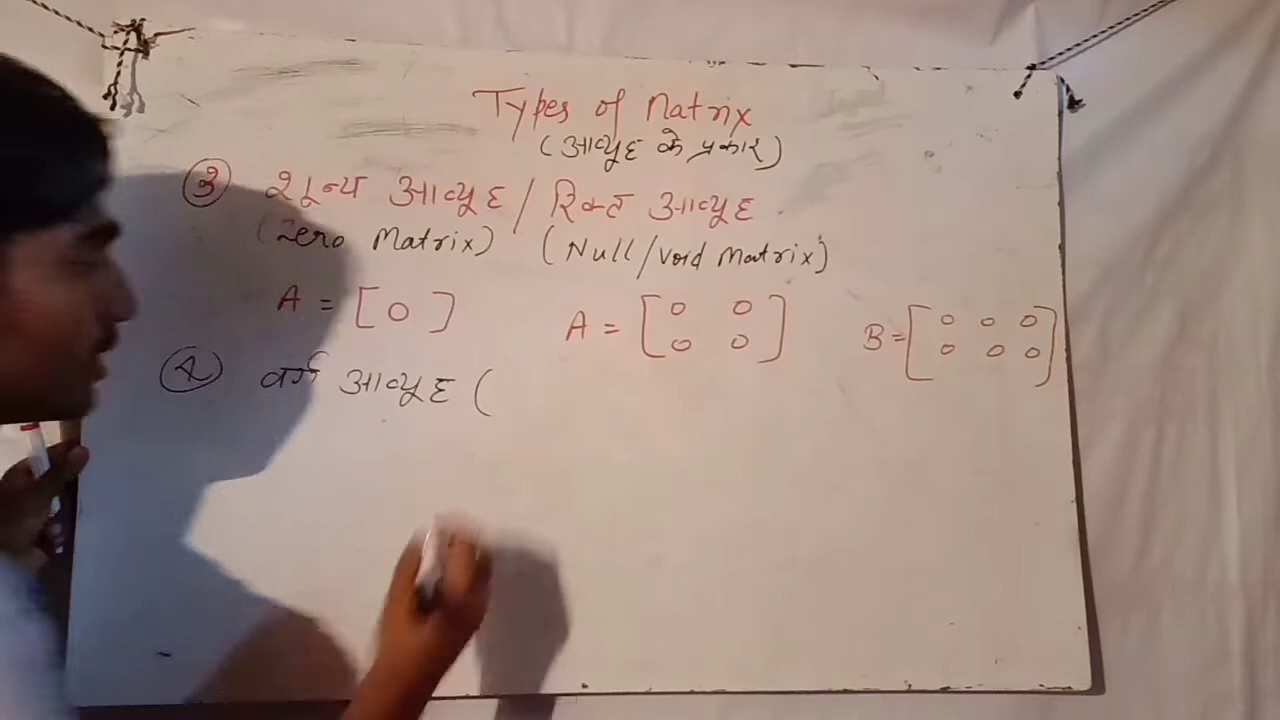 Types of Matrix
(आव्यूह के प्रकार)
③ शून्य आव्यूह / रिक्त आव्यूह
(Zero Matrix) (Null/void Matrix)
A = [ 0 ] A = [ 0 0 B = [ 0 0 0
0 0 ] 0 0 0 ]
④ वर्ग आव्यूह (